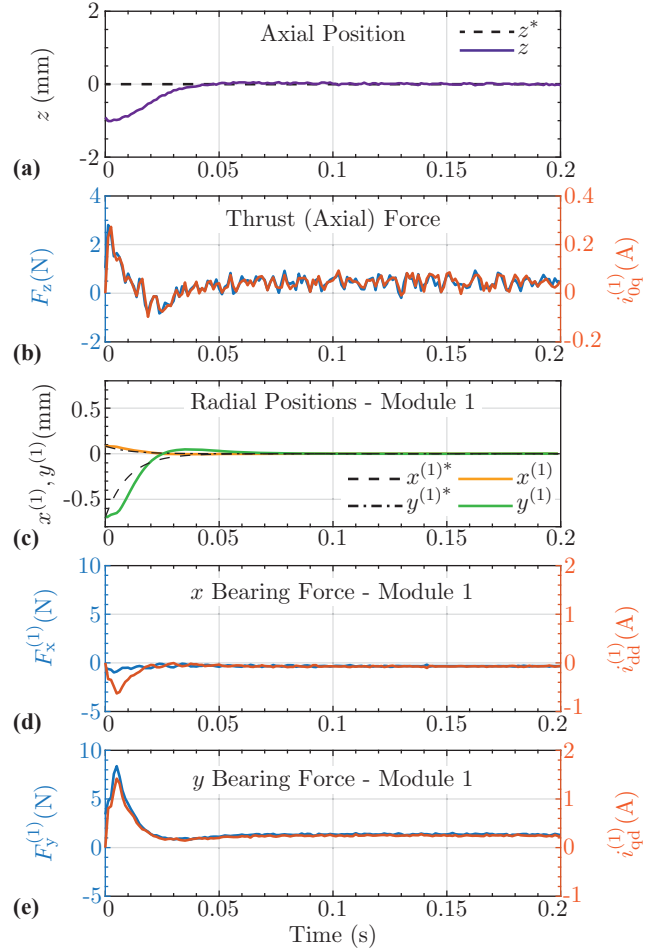 2
Axial Position
z*
z
0
z (mm)
-2
(a)
0 0.05 0.1 0.15 0.2
4 0.4
Thrust (Axial) Force
2 0.2
F_z(N) i_{0q}^{(1)}(A)
0 0
-2 -0.2
(b)
0 0.05 0.1 0.15 0.2
Radial Positions - Module 1
0.5
0
x^{(1)}, y^{(1)}(mm)
x^{(1)*} x^{(1)}
y^{(1)*} y^{(1)}
-0.5
(c)
0 0.05 0.1 0.15 0.2
10 2
x Bearing Force - Module 1
5 1
F_x^{(1)}(N) i_{dd}^{(1)}(A)
0 0
-5 -1
(d)
0 0.05 0.1 0.15 0.2
10 2
y Bearing Force - Module 1
5 1
F_y^{(1)}(N) i_{qd}^{(1)}(A)
0 0
-5 -1
(e)
0 0.05 0.1 0.15 0.2
Time (s)